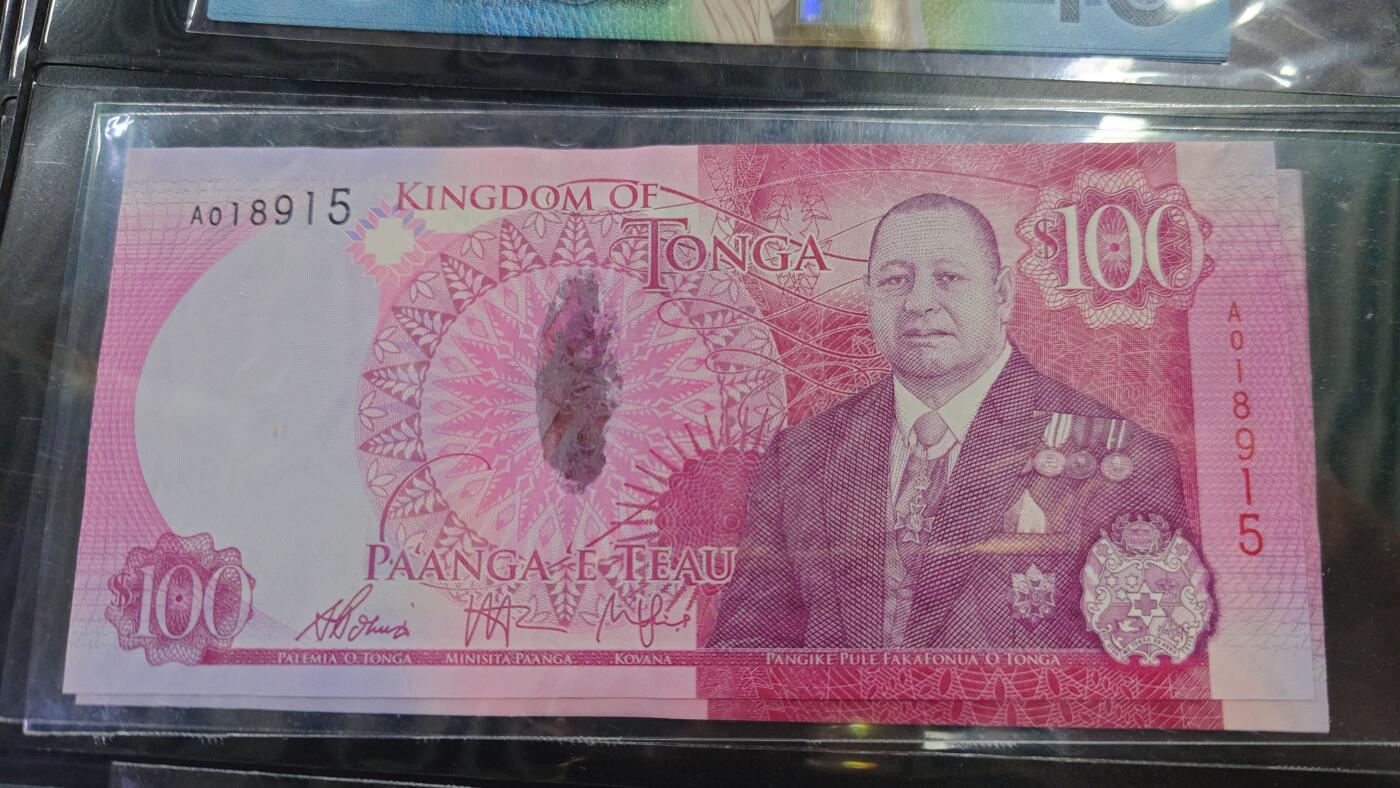 A018915
KINGDOM OF
TONGA
$100
A018915
PAANGA E TEAU
$100
PALEMIA 'O TONGA MINISITA PAANGA KOVANA PANGIKE PULE FAKAFONUA 'O TONGA